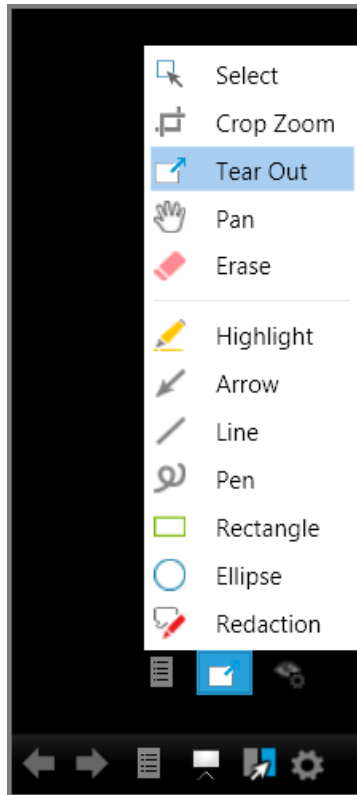 Select
Crop Zoom
Tear Out
Pan
Erase
Highlight
Arrow
Line
Pen
Rectangle
Ellipse
Redaction